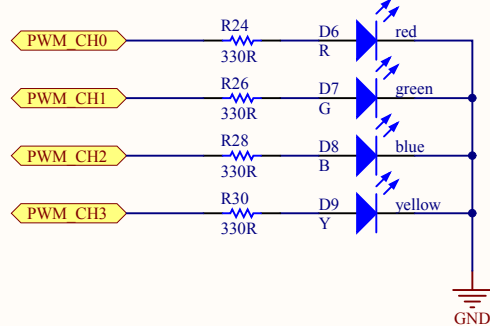 R24 D6 red
PWM_CH0
330R R
R26 D7 green
PWM_CH1
330R G
R28 D8 blue
PWM_CH2
330R B
R30 D9 yellow
PWM_CH3
330R Y
GND